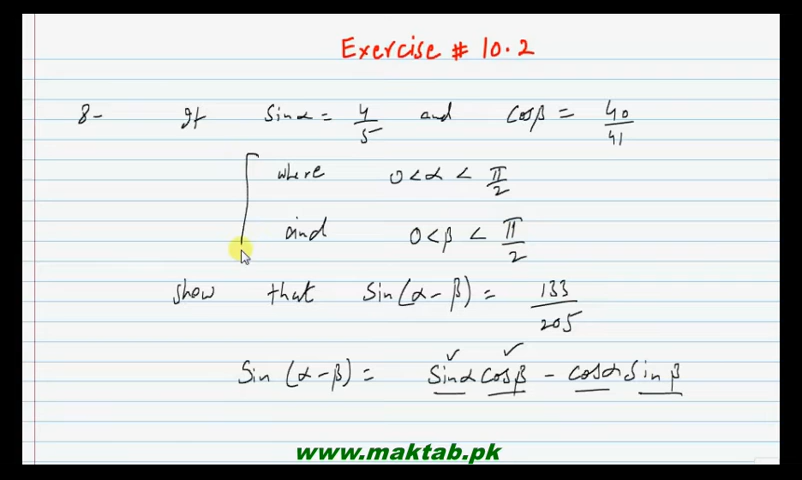 Exercise # 10.2
8- If Sinα = 4/5 and Cosβ = 40/41
where 0 < α < π/2
and 0 < β < π/2
show that Sin(α - β) = 133/205
Sin (α - β) = Sinα Cosβ - Cosα Sinβ
www.maktab.pk